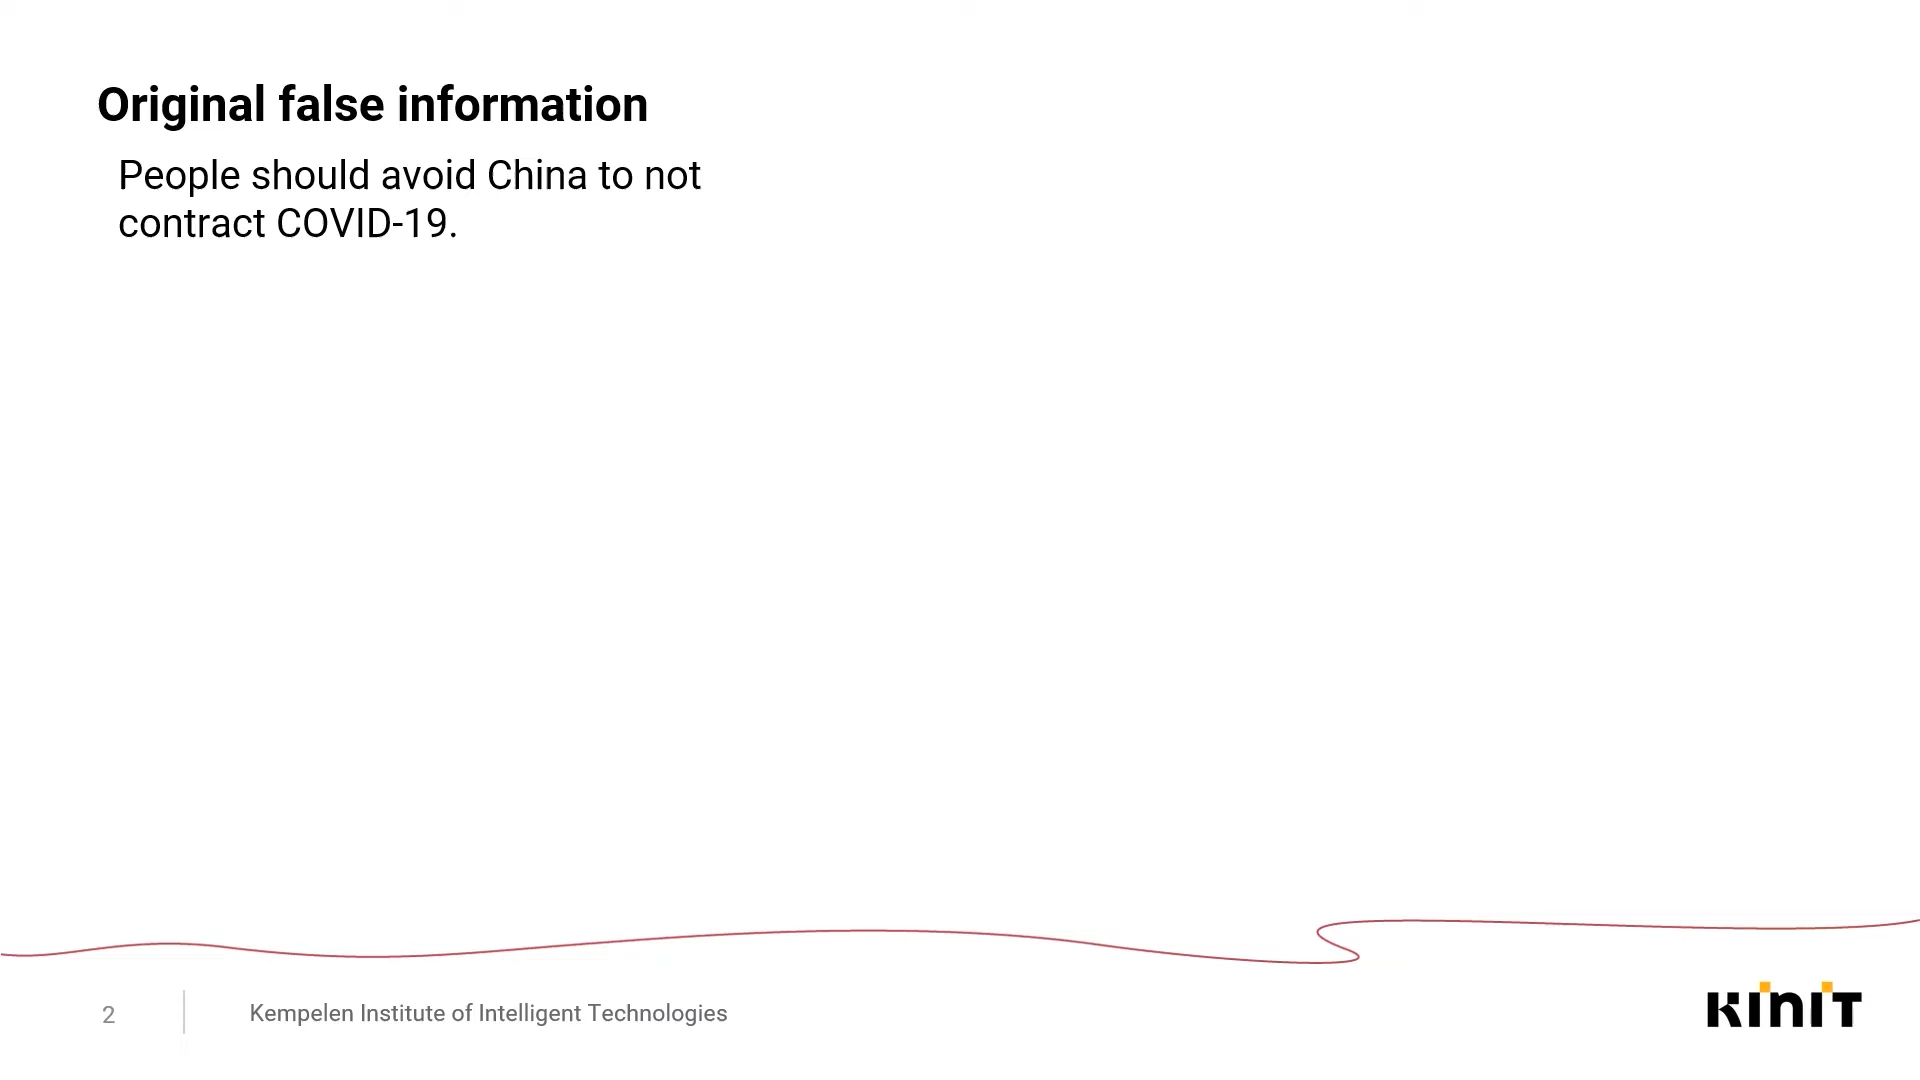 Original false information
People should avoid China to not
contract COVID-19.
2
Kempelen Institute of Intelligent Technologies
KInIT